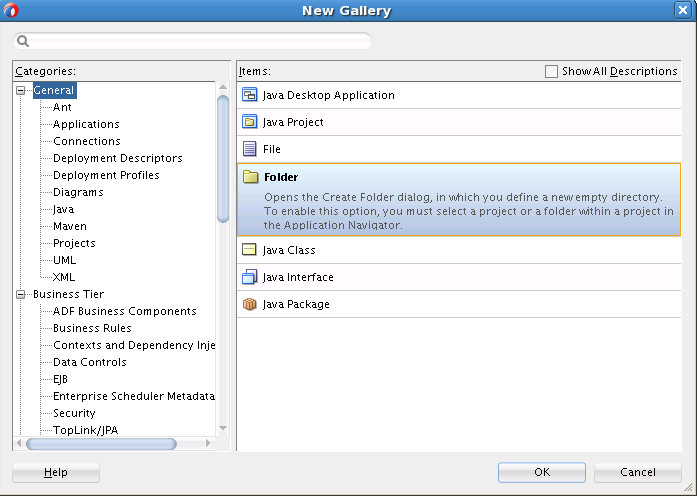 New Gallery
Categories:
General
Ant
Applications
Connections
Deployment Descriptors
Deployment Profiles
Diagrams
Java
Maven
Projects
UML
XML
Business Tier
ADF Business Components
Business Rules
Contexts and Dependency Inje
Data Controls
EJB
Enterprise Scheduler Metadata
Security
TopLink/JPA
Items:
Show All Descriptions
Java Desktop Application
Java Project
File
Folder
Opens the Create Folder dialog, in which you define a new empty directory.
To enable this option, you must select a project or a folder within a project in
the Application Navigator.
Java Class
Java Interface
Java Package
Help
OK
Cancel